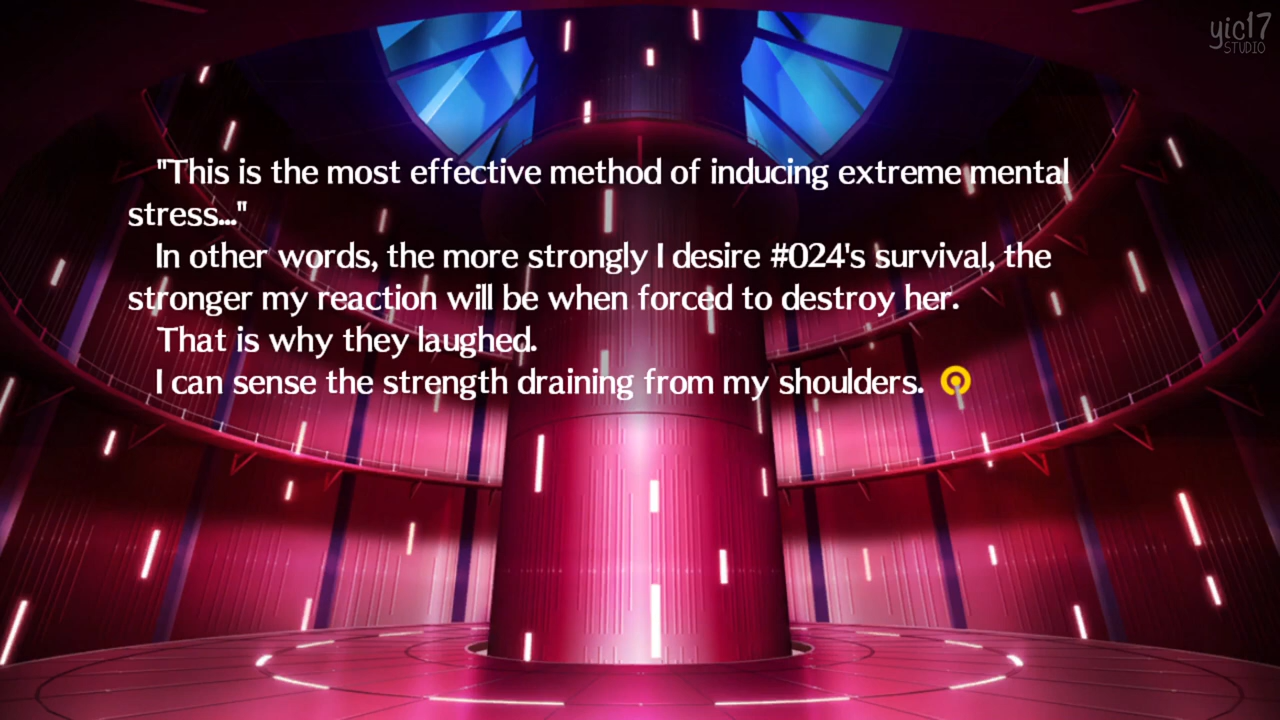 yic17
STUDIO
"This is the most effective method of inducing extreme mental
stress..."
In other words, the more strongly I desire #024's survival, the
stronger my reaction will be when forced to destroy her.
That is why they laughed.
I can sense the strength draining from my shoulders.